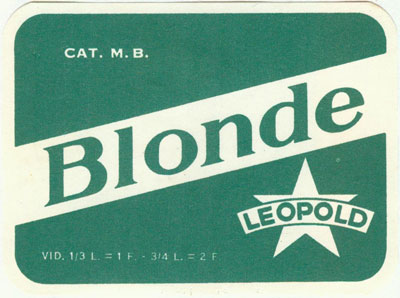 CAT. M. B.
Blonde
LEOPOLD
VID. 1/3 L. = 1 F. - 3/4 L. = 2 F.